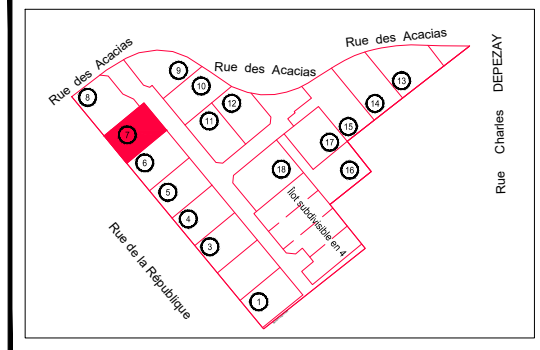 Rue des Acacias
Rue des Acacias
Rue des Acacias
Rue Charles DEPEZAY
8
9
10
12
11
13
14
15
17
16
7
6
18
5
4
3
1
Îlot subdivisible en 4
Rue de la République